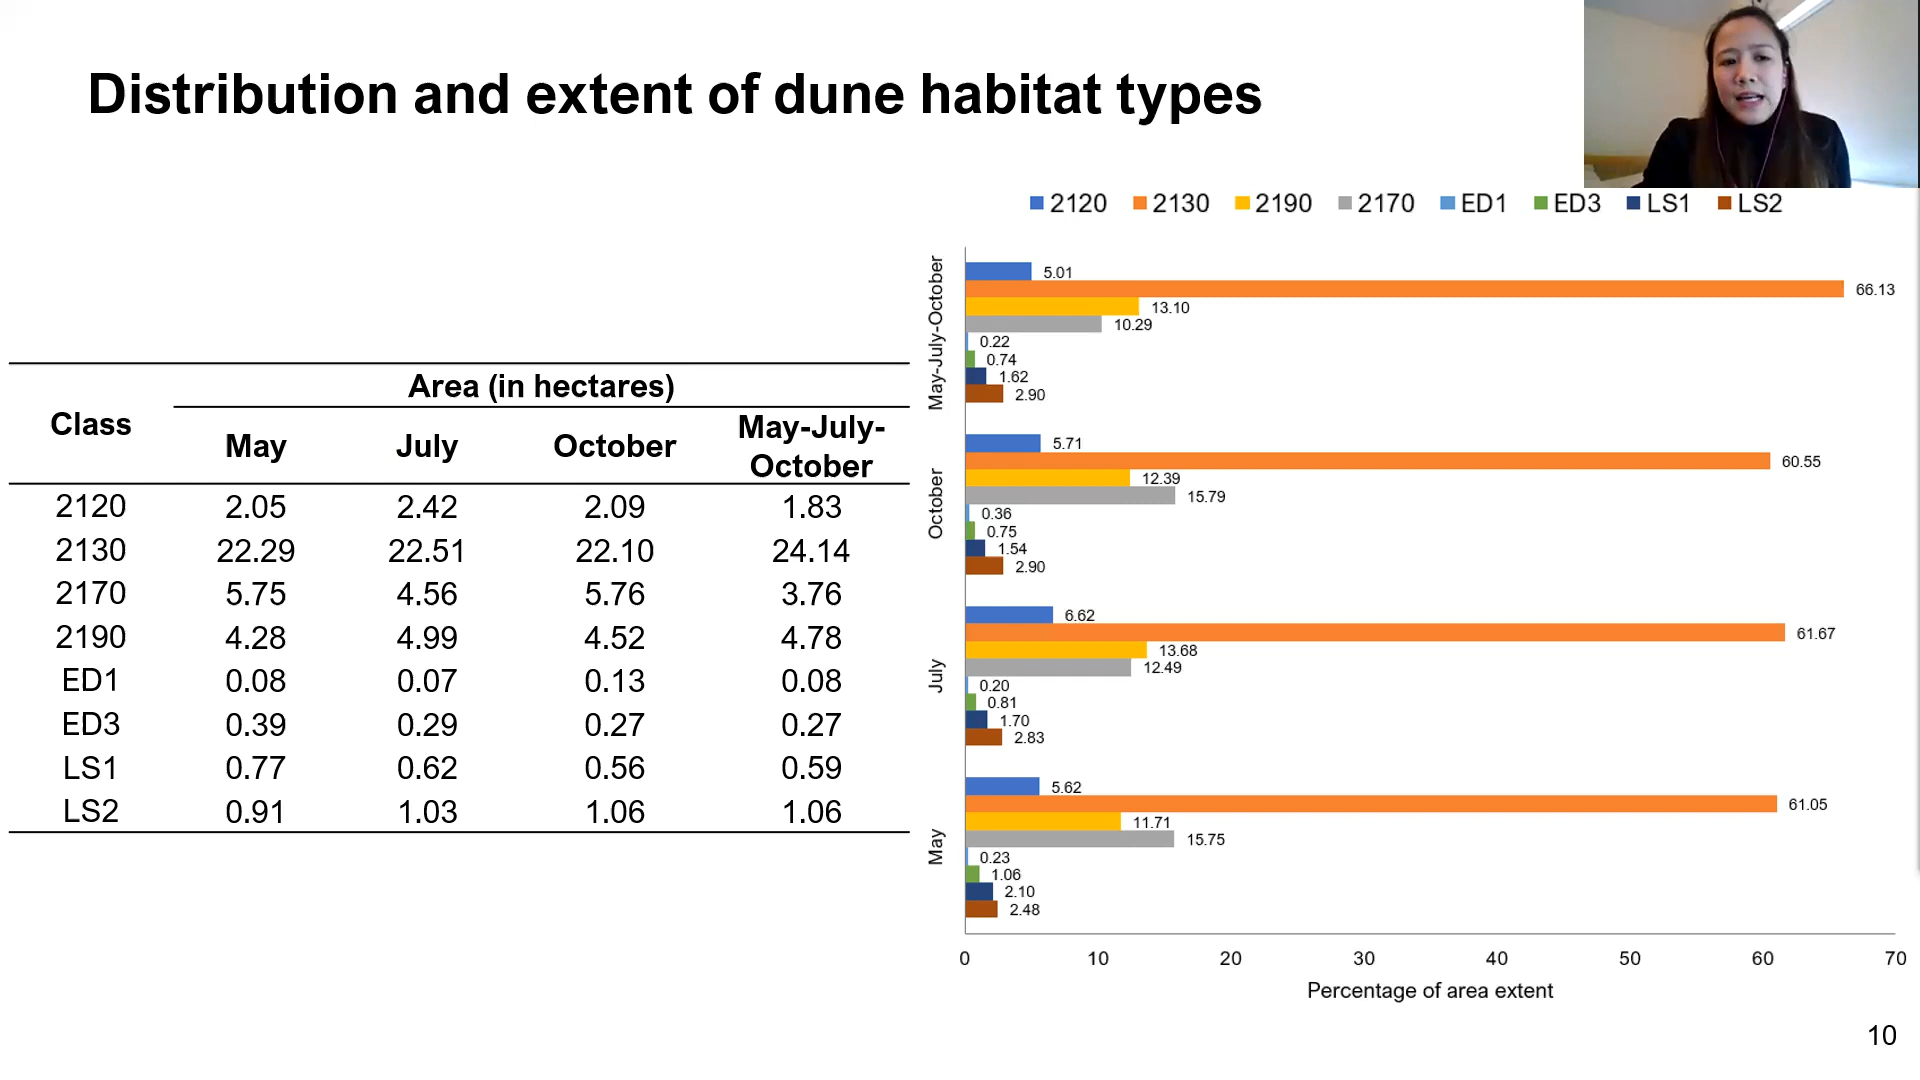 Distribution and extent of dune habitat types
Class
Area (in hectares)
May July October May-July-
October
2120 2.05 2.42 2.09 1.83
2130 22.29 22.51 22.10 24.14
2170 5.75 4.56 5.76 3.76
2190 4.28 4.99 4.52 4.78
ED1 0.08 0.07 0.13 0.08
ED3 0.39 0.29 0.27 0.27
LS1 0.77 0.62 0.56 0.59
LS2 0.91 1.03 1.06 1.06
2120 2130 2190 2170 ED1 ED3 LS1 LS2
May-July-October
5.01
66.13
13.10
10.29
0.22
0.74
1.62
2.90
October
5.71
60.55
12.39
15.79
0.36
0.75
1.54
2.90
July
6.62
61.67
13.68
12.49
0.20
0.81
1.70
2.83
May
5.62
61.05
11.71
15.75
0.23
1.06
2.10
2.48
0 10 20 30 40 50 60 70
Percentage of area extent
10